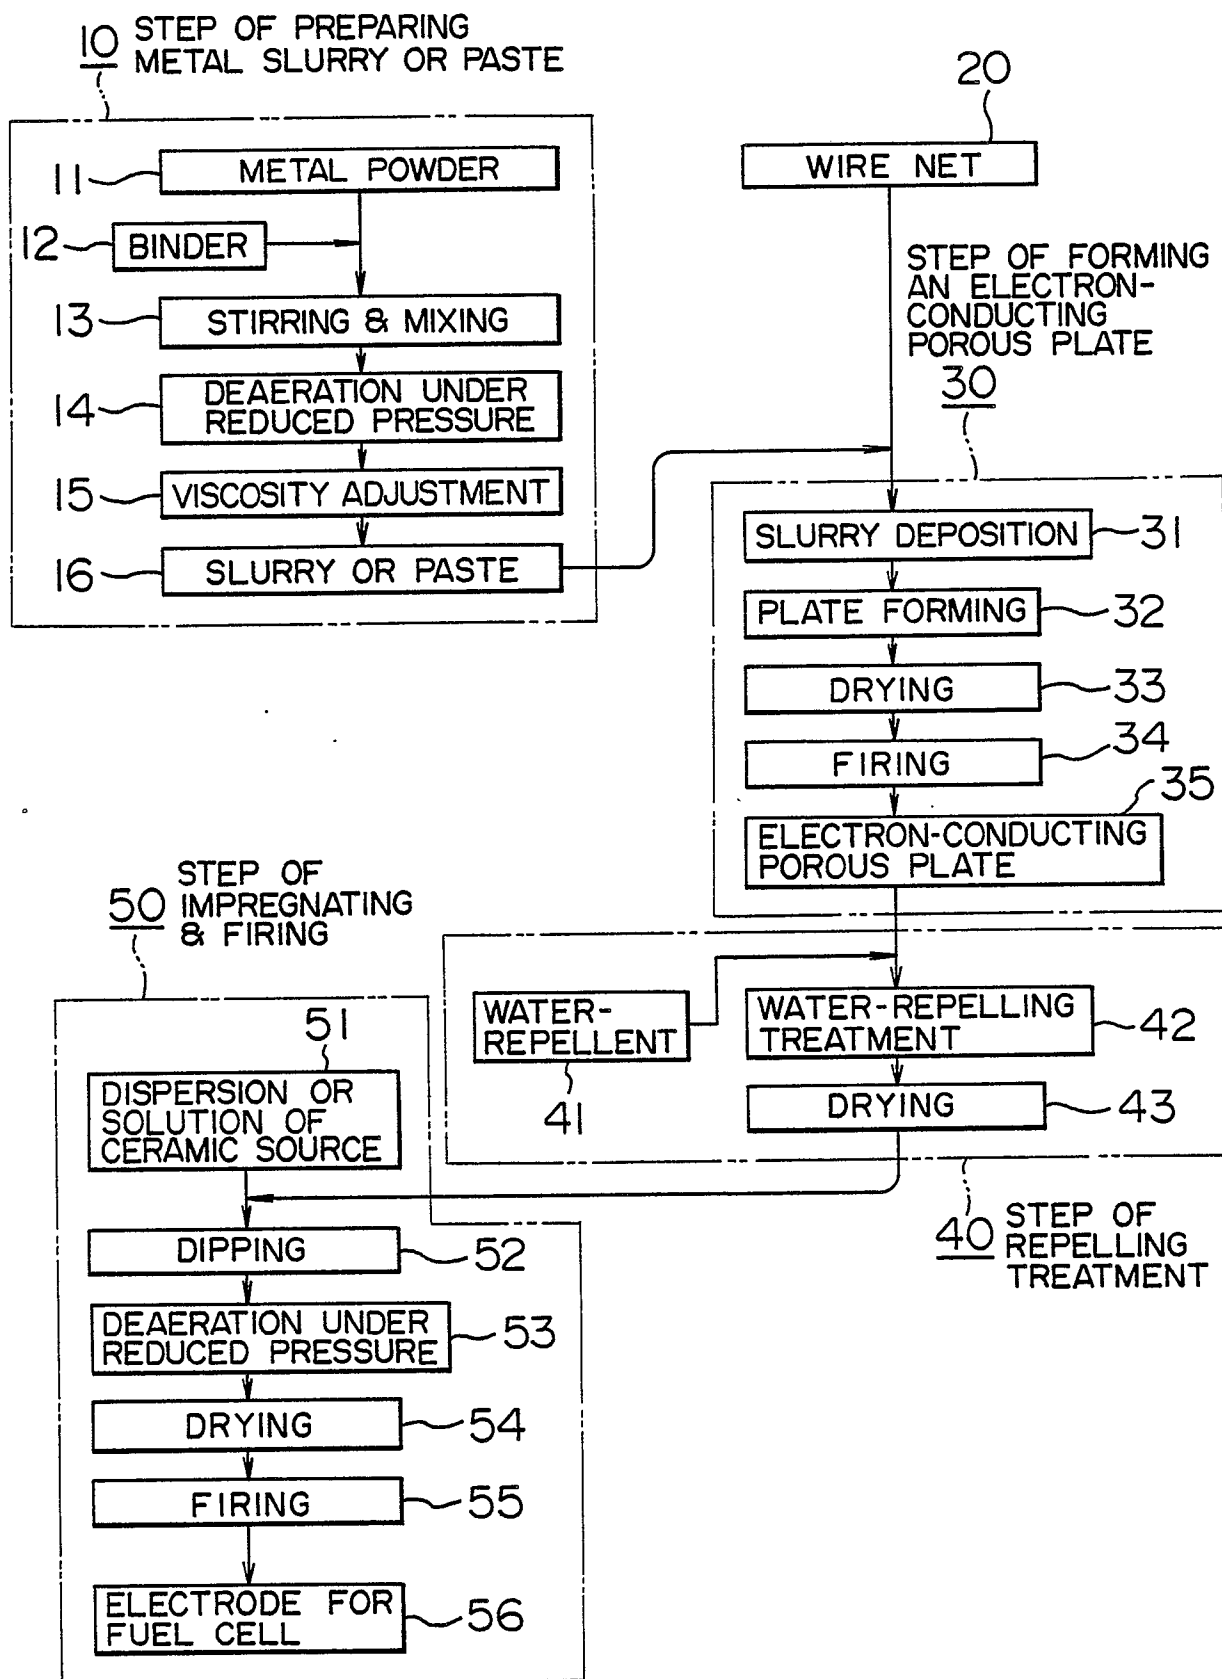 10
STEP OF PREPARING
METAL SLURRY OR PASTE
11
METAL POWDER
12
BINDER
13
STIRRING & MIXING
14
DEAERATION UNDER
REDUCED PRESSURE
15
VISCOSITY ADJUSTMENT
16
SLURRY OR PASTE
20
WIRE NET
STEP OF FORMING
AN ELECTRON-
CONDUCTING
POROUS PLATE
30
SLURRY DEPOSITION
31
PLATE FORMING
32
DRYING
33
FIRING
34
35
ELECTRON-CONDUCTING
POROUS PLATE
WATER-
REPELLENT
41
WATER-REPELLING
TREATMENT
42
DRYING
43
40
STEP OF
REPELLING
TREATMENT
50
STEP OF
IMPREGNATING
& FIRING
51
DISPERSION OR
SOLUTION OF
CERAMIC SOURCE
DIPPING
52
DEAERATION UNDER
REDUCED PRESSURE
53
DRYING
54
FIRING
55
ELECTRODE FOR
FUEL CELL
56